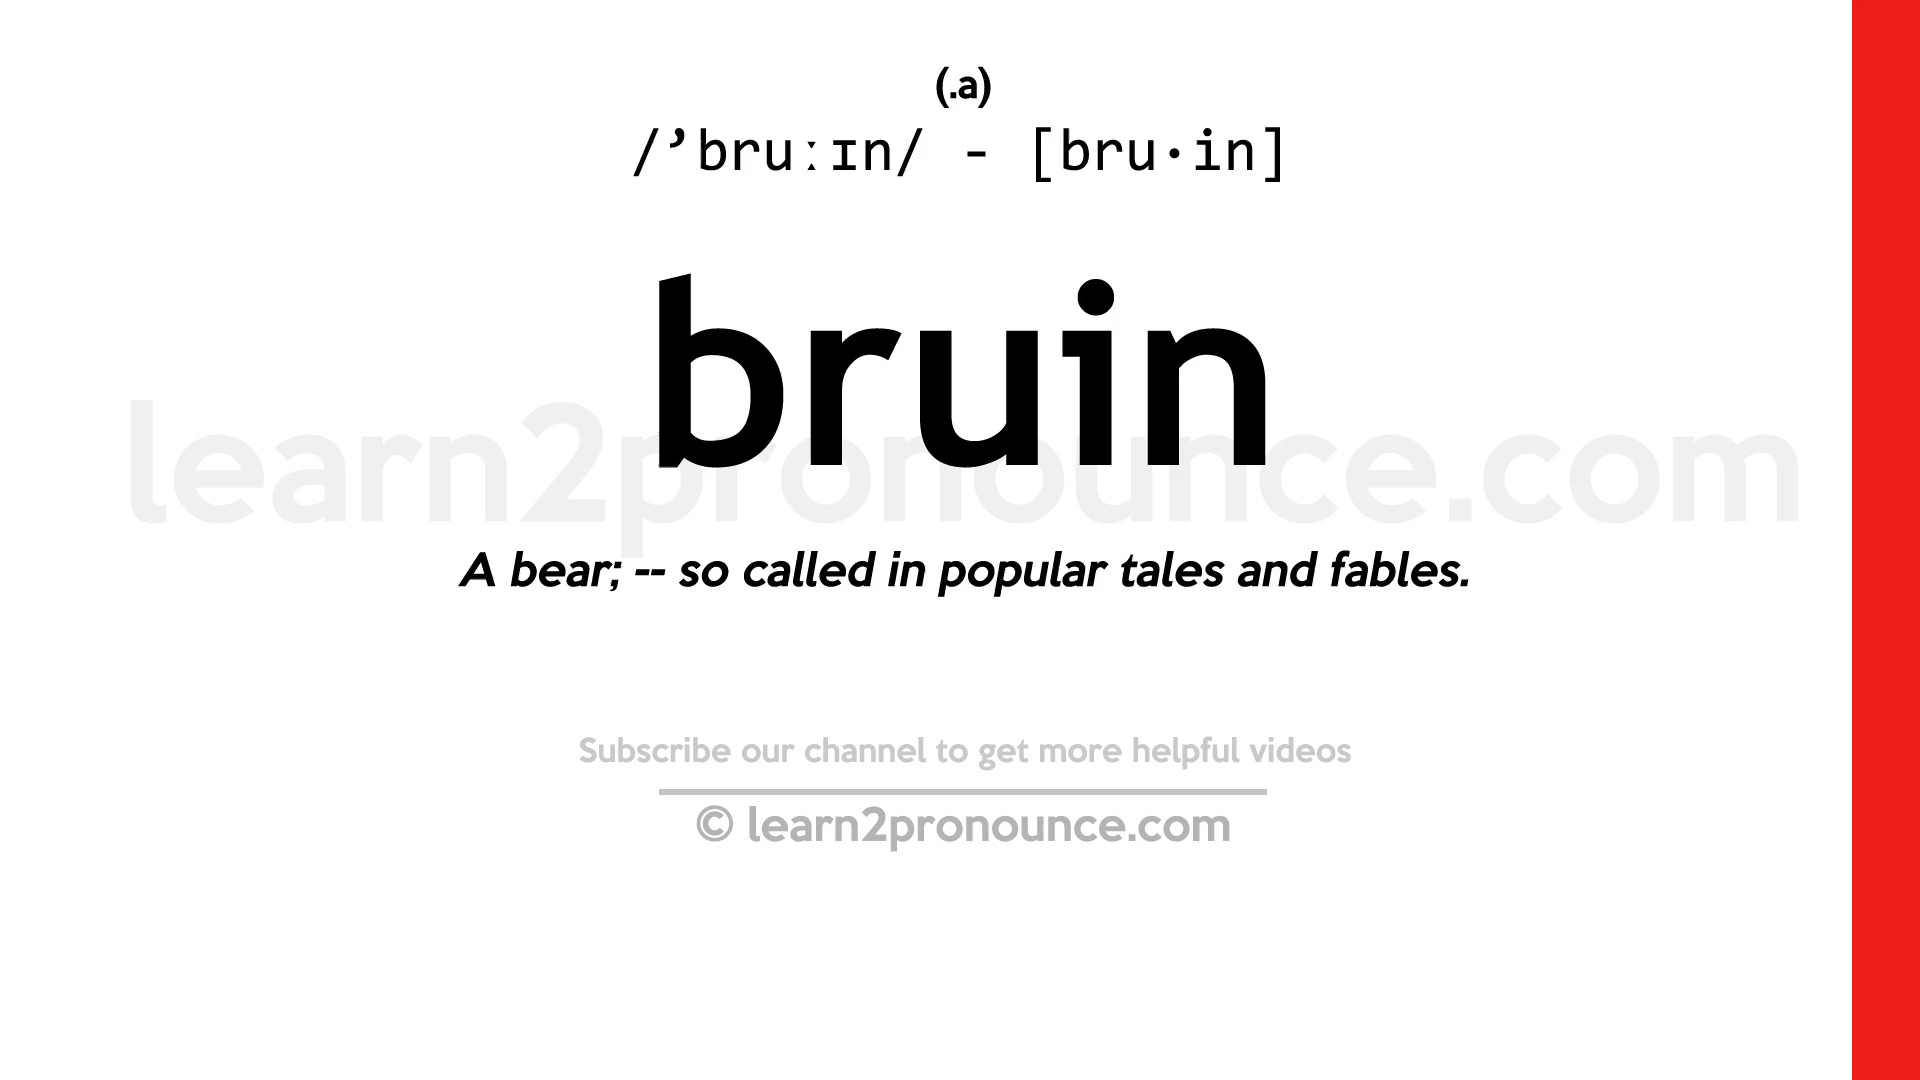 (.a)
/’bruːɪn/ - [bru·in]
bruin
learn2pronounce.com
A bear; -- so called in popular tales and fables.
Subscribe our channel to get more helpful videos
© learn2pronounce.com